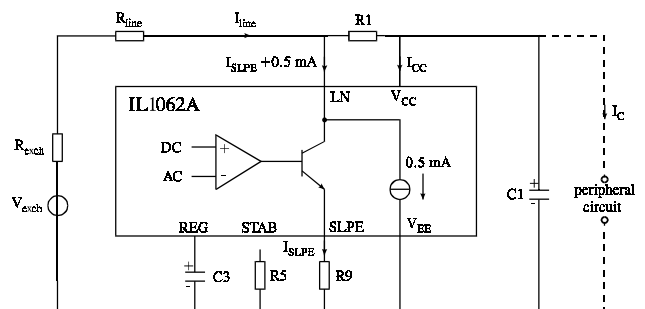 Rline Iline R1
ISLPE +0.5 mA ICC
IL1062A LN VCC
IC
Rexch DC + 0.5 mA
AC -
Vexch C1 + - peripheral
circuit
REG STAB SLPE VEE
ISLPE
+ - C3 R5 R9